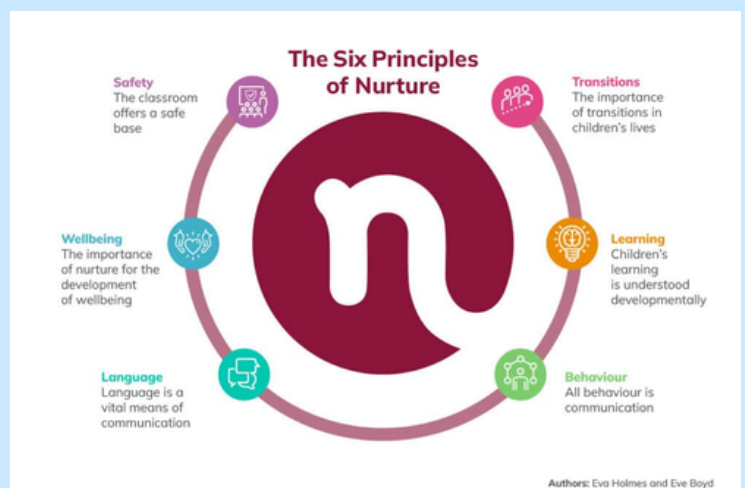 The Six Principles
of Nurture
Safety
The classroom
offers a safe
base
Transitions
The importance
of transitions in
children's lives
Wellbeing
The importance
of nurture for the
development
of wellbeing
Learning
Children's
learning
is understood
developmentally
Language
Language is a
vital means of
communication
Behaviour
All behaviour is
communication
n
Authors: Eva Holmes and Eve Boyd